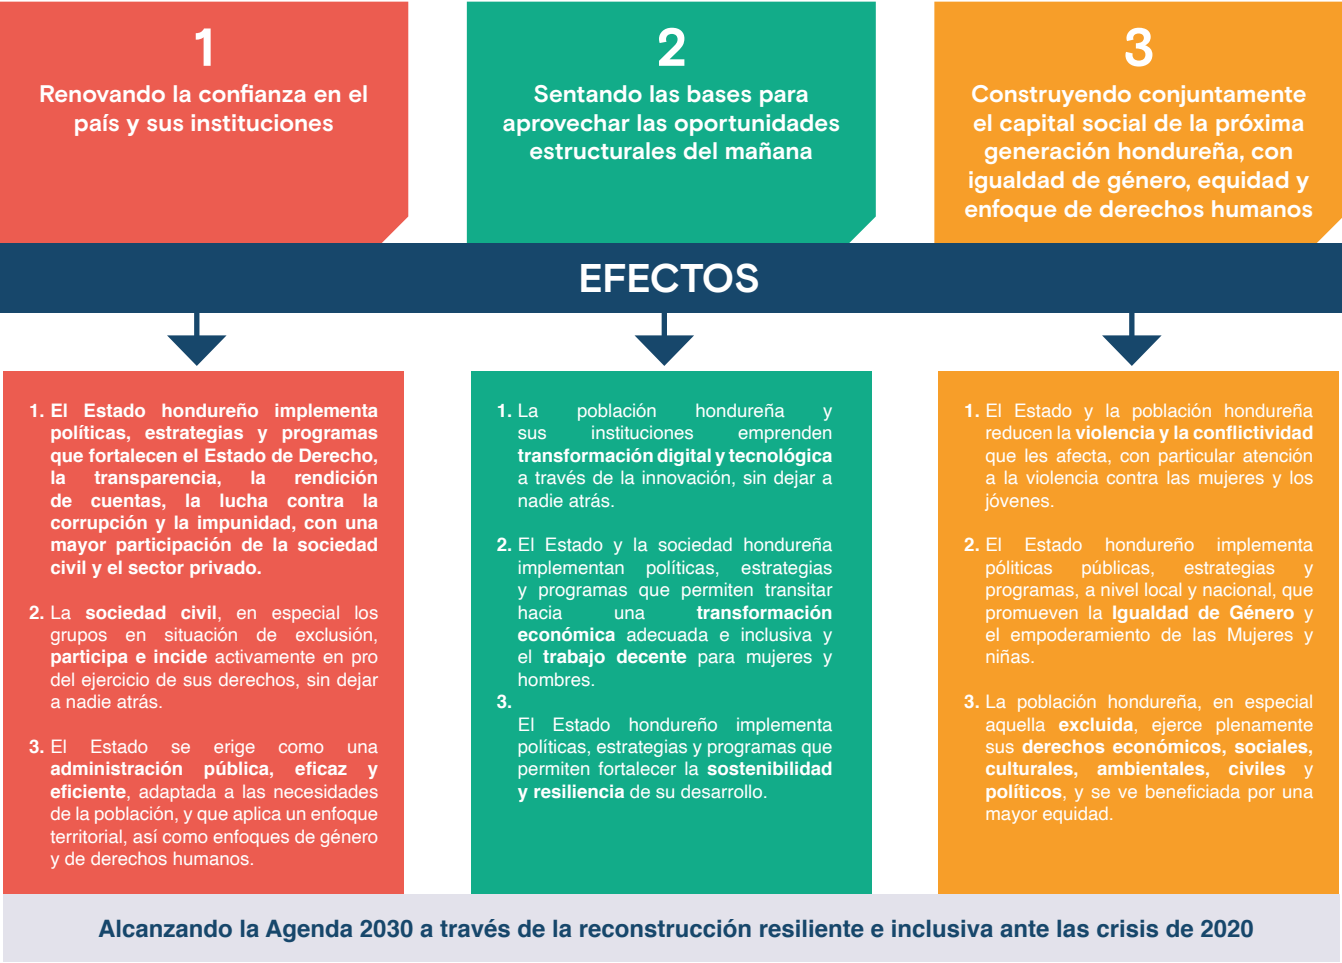 1
Renovando la confianza en el
país y sus instituciones
2
Sentando las bases para
aprovechar las oportunidades
estructurales del mañana
3
Construyendo conjuntamente
el capital social de la próxima
generación hondureña, con
igualdad de género, equidad y
enfoque de derechos humanos
EFECTOS
1. El Estado hondureño implementa
políticas, estrategias y programas
que fortalecen el Estado de Derecho,
la transparencia, la rendición
de cuentas, la lucha contra la
corrupción y la impunidad, con una
mayor participación de la sociedad
civil y el sector privado.
2. La sociedad civil, en especial los
grupos en situación de exclusión,
participa e incide activamente en pro
del ejercicio de sus derechos, sin dejar
a nadie atrás.
3. El Estado se erige como una
administración pública, eficaz y
eficiente, adaptada a las necesidades
de la población, y que aplica un enfoque
territorial, así como enfoques de género
y de derechos humanos.
1. La población hondureña y
sus instituciones emprenden
transformación digital y tecnológica
a través de la innovación, sin dejar a
nadie atrás.
2. El Estado y la sociedad hondureña
implementan políticas, estrategias
y programas que permiten transitar
hacia una transformación
económica adecuada e inclusiva y
el trabajo decente para mujeres y
hombres.
3.
El Estado hondureño implementa
políticas, estrategias y programas que
permiten fortalecer la sostenibilidad
y resiliencia de su desarrollo.
1. El Estado y la población hondureña
reducen la violencia y la conflictividad
que les afecta, con particular atención
a la violencia contra las mujeres y los
jóvenes.
2. El Estado hondureño implementa
póliticas públicas, estrategias y
programas, a nivel local y nacional, que
promueven la Igualdad de Género y
el empoderamiento de las Mujeres y
niñas.
3. La población hondureña, en especial
aquella excluida, ejerce plenamente
sus derechos económicos, sociales,
culturales, ambientales, civiles y
políticos, y se ve beneficiada por una
mayor equidad.
Alcanzando la Agenda 2030 a través de la reconstrucción resiliente e inclusiva ante las crisis de 2020